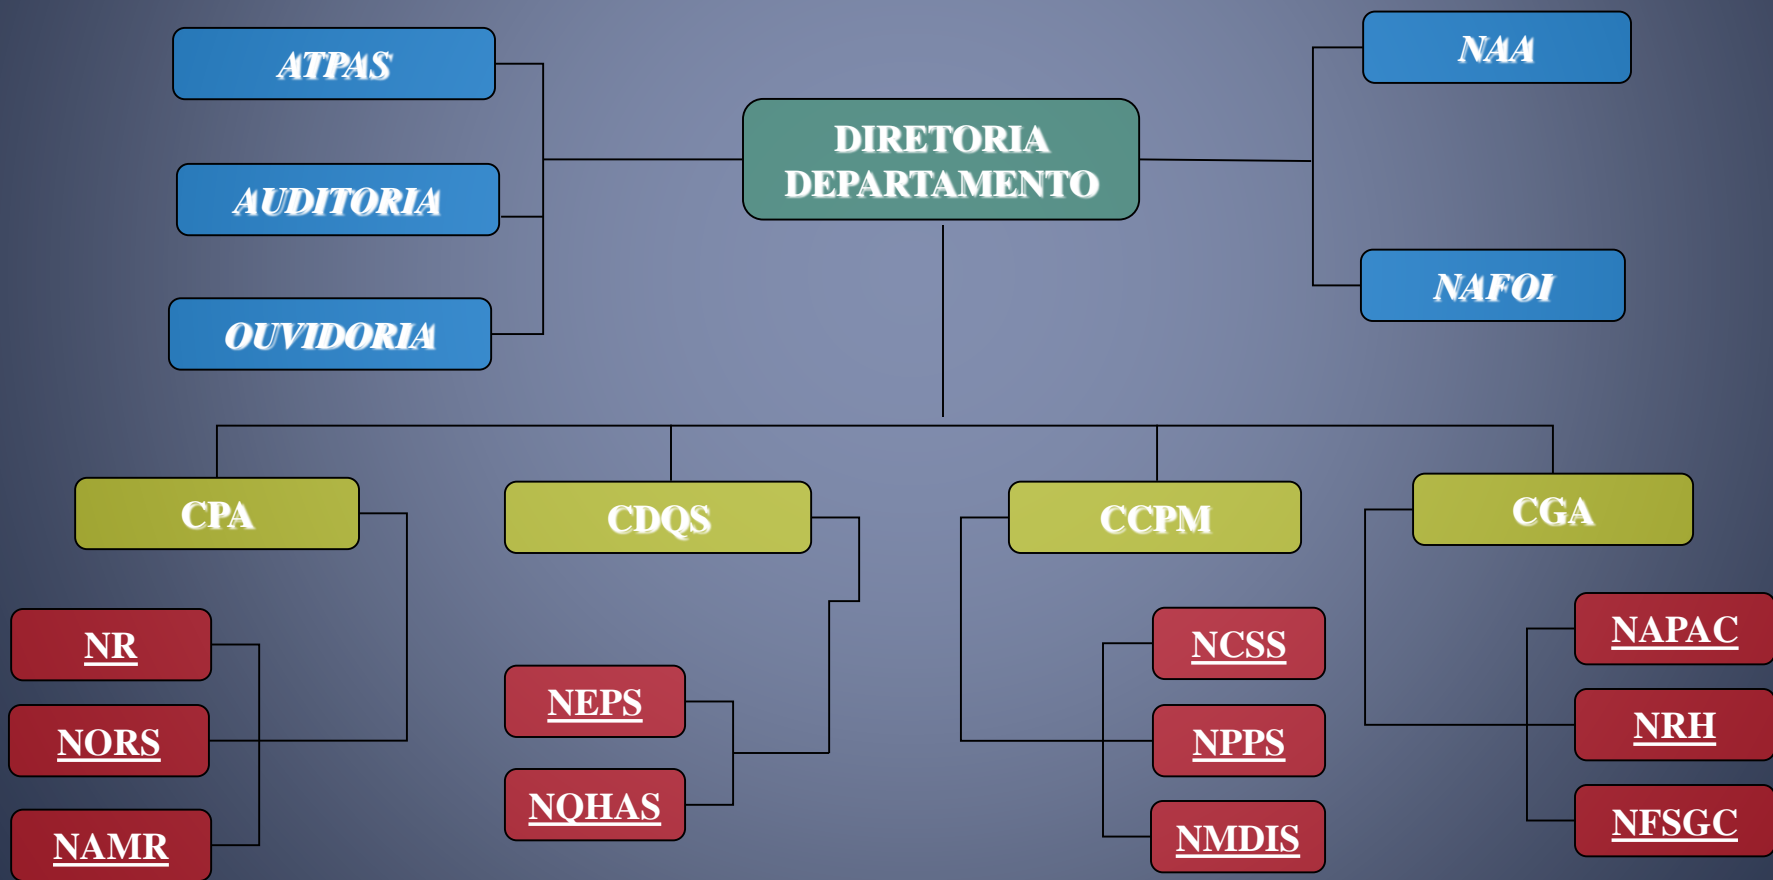 ATPAS
NAA
DIRETORIA
DEPARTAMENTO
AUDITORIA
NAFOI
OUVIDORIA
CPA
CDQS
CCPM
CGA
NR
NORS
NAMR
NEPS
NQHAS
NCSS
NPPS
NMDIS
NAPAC
NRH
NFSGC